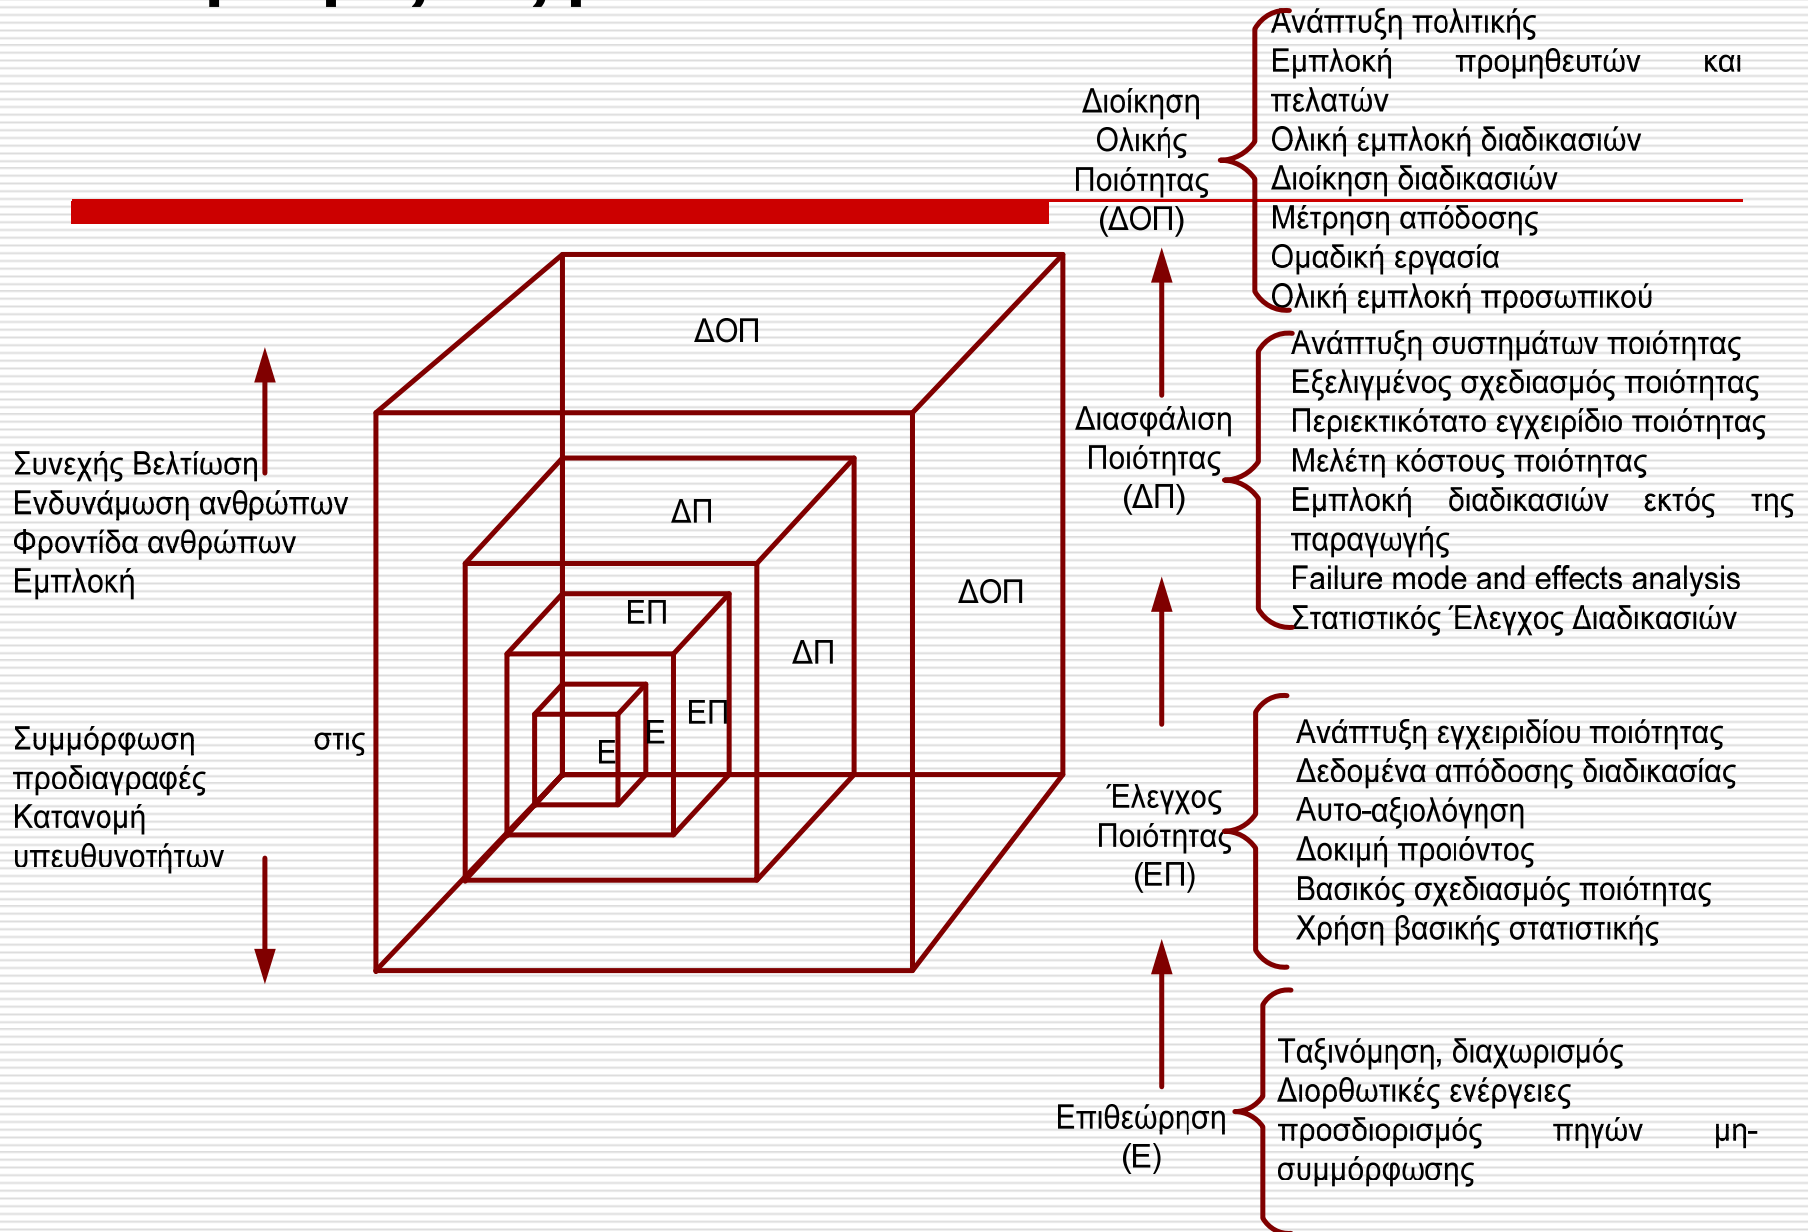 Διοίκηση
Ολικής
Ποιότητας
(ΔΟΠ)
Ανάπτυξη πολιτικής
Εμπλοκή προμηθευτών και
πελατών
Ολική εμπλοκή διαδικασιών
Διοίκηση διαδικασιών
Μέτρηση απόδοσης
Ομαδική εργασία
Ολική εμπλοκή προσωπικού
Διασφάλιση
Ποιότητας
(ΔΠ)
Ανάπτυξη συστημάτων ποιότητας
Εξελιγμένος σχεδιασμός ποιότητας
Περιεκτικότατο εγχειρίδιο ποιότητας
Μελέτη κόστους ποιότητας
Εμπλοκή διαδικασιών εκτός της
παραγωγής
Failure mode and effects analysis
Στατιστικός Έλεγχος Διαδικασιών
Έλεγχος
Ποιότητας
(ΕΠ)
Ανάπτυξη εγχειριδίου ποιότητας
Δεδομένα απόδοσης διαδικασίας
Αυτο-αξιολόγηση
Δοκιμή προιόντος
Βασικός σχεδιασμός ποιότητας
Χρήση βασικής στατιστικής
Επιθεώρηση
(Ε)
Ταξινόμηση, διαχωρισμός
Διορθωτικές ενέργειες
προσδιορισμός πηγών μη-
συμμόρφωσης
Συνεχής Βελτίωση
Ενδυνάμωση ανθρώπων
Φροντίδα ανθρώπων
Εμπλοκή
Συμμόρφωση στις
προδιαγραφές
Κατανομή
υπευθυνοτήτων
ΔΟΠ
ΔΠ
ΕΠ
ΔΟΠ
ΔΠ
ΕΠ
Ε
Ε